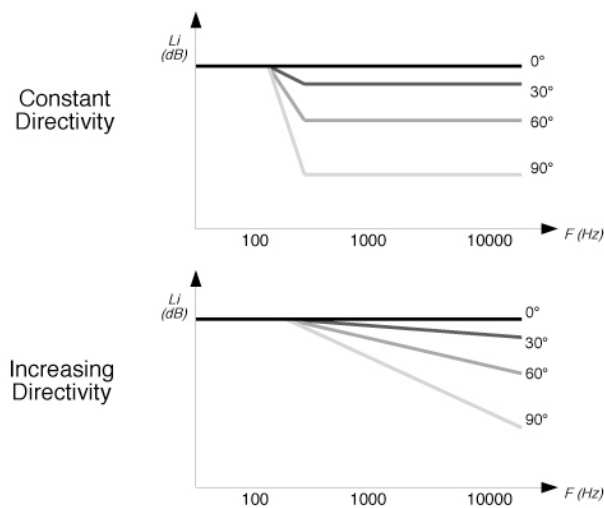 Li
(dB)
0°
30°
60°
90°
Constant
Directivity
100
1000
10000
F (Hz)
Li
(dB)
0°
30°
60°
90°
Increasing
Directivity
100
1000
10000
F (Hz)